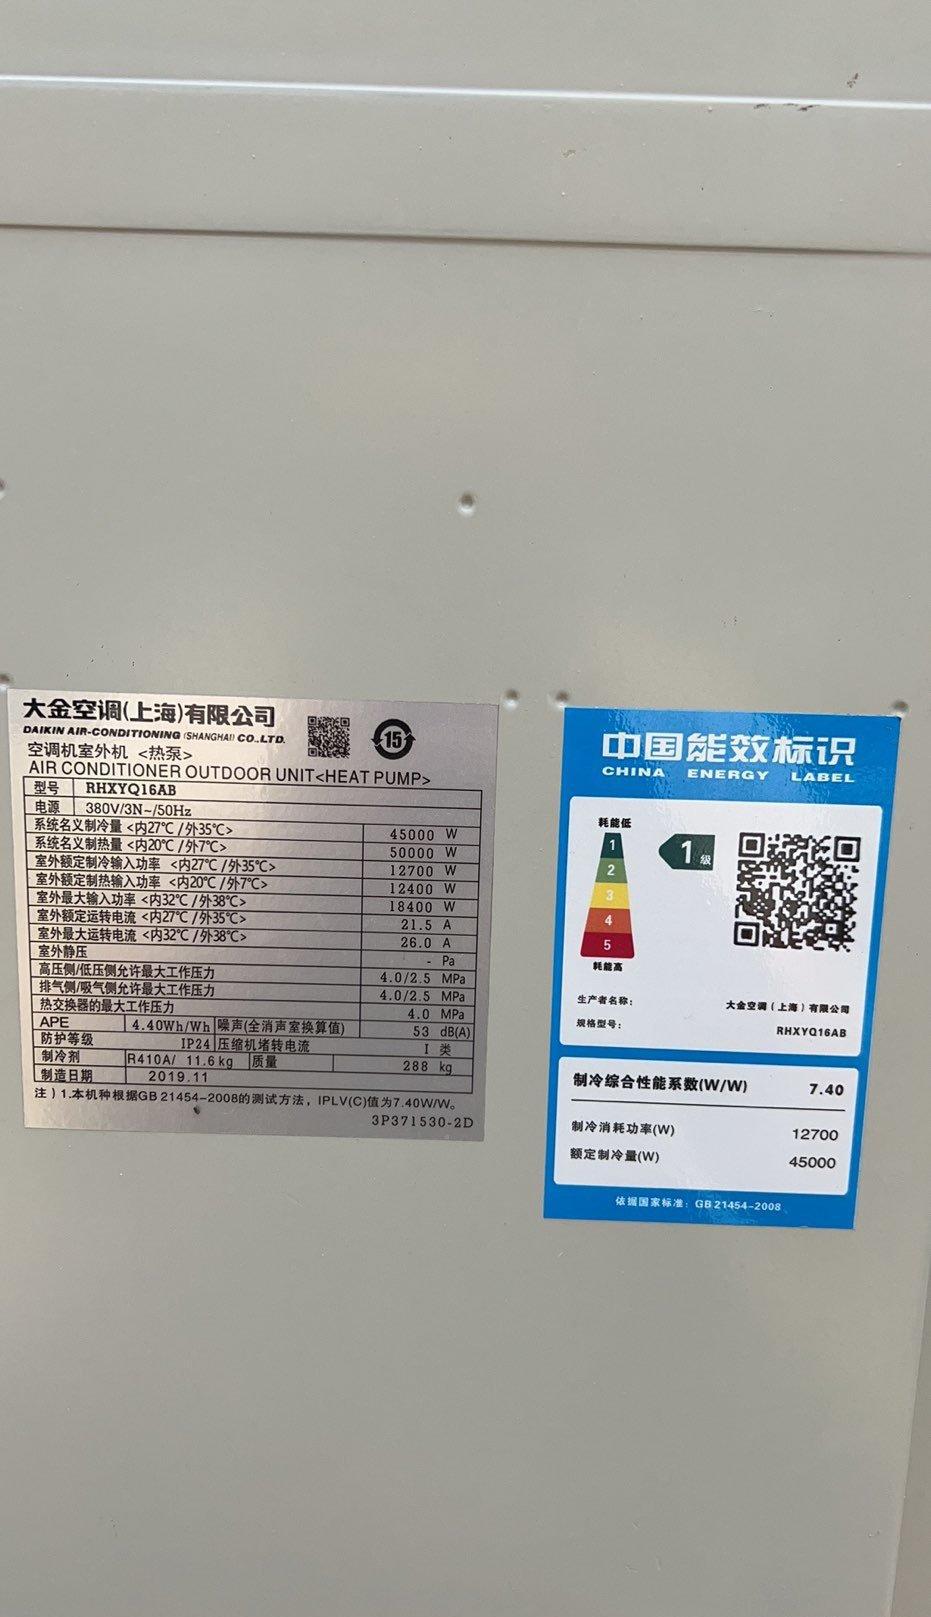 大金空调(上海)有限公司
DAIKIN AIR-CONDITIONING (SHANGHAI) CO.,LTD.
15
空调机室外机 <热泵>
AIR CONDITIONER OUTDOOR UNIT<HEAT PUMP>
型号 RHXYQ16AB
电源 380V/3N~/50Hz
系统名义制冷量 <内27℃/外35℃> 45000 W
系统名义制热量 <内20℃/外7℃> 50000 W
室外额定制冷输入功率 <内27℃/外35℃> 12700 W
室外额定制热输入功率 <内20℃/外7℃> 12400 W
室外最大输入功率 <内32℃/外38℃> 18400 W
室外额定运转电流 <内27℃/外35℃> 21.5 A
室外最大运转电流 <内32℃/外38℃> 26.0 A
室外静压 - Pa
高压侧/低压侧允许最大工作压力 4.0/2.5 MPa
排气侧/吸气侧允许最大工作压力 4.0/2.5 MPa
热交换器的最大工作压力 4.0 MPa
APE 4.40Wh/Wh 噪声(全消声室换算值) 53 dB(A)
防护等级 IP24 压缩机堵转电流 I 类
制冷剂 R410A/ 11.6kg 质量 288 kg
制造日期 2019.11
注）1.本机种根据GB 21454-2008的测试方法，IPLV(C)值为7.40W/W。
3P371530-2D
中国能效标识
CHINA ENERGY LABEL
耗能低
1
2
3
4
5
耗能高
1级
生产者名称： 大金空调（上海）有限公司
规格型号： RHXYQ16AB
制冷综合性能系数(W/W) 7.40
制冷消耗功率(W) 12700
额定制冷量(W) 45000
依据国家标准：GB 21454-2008